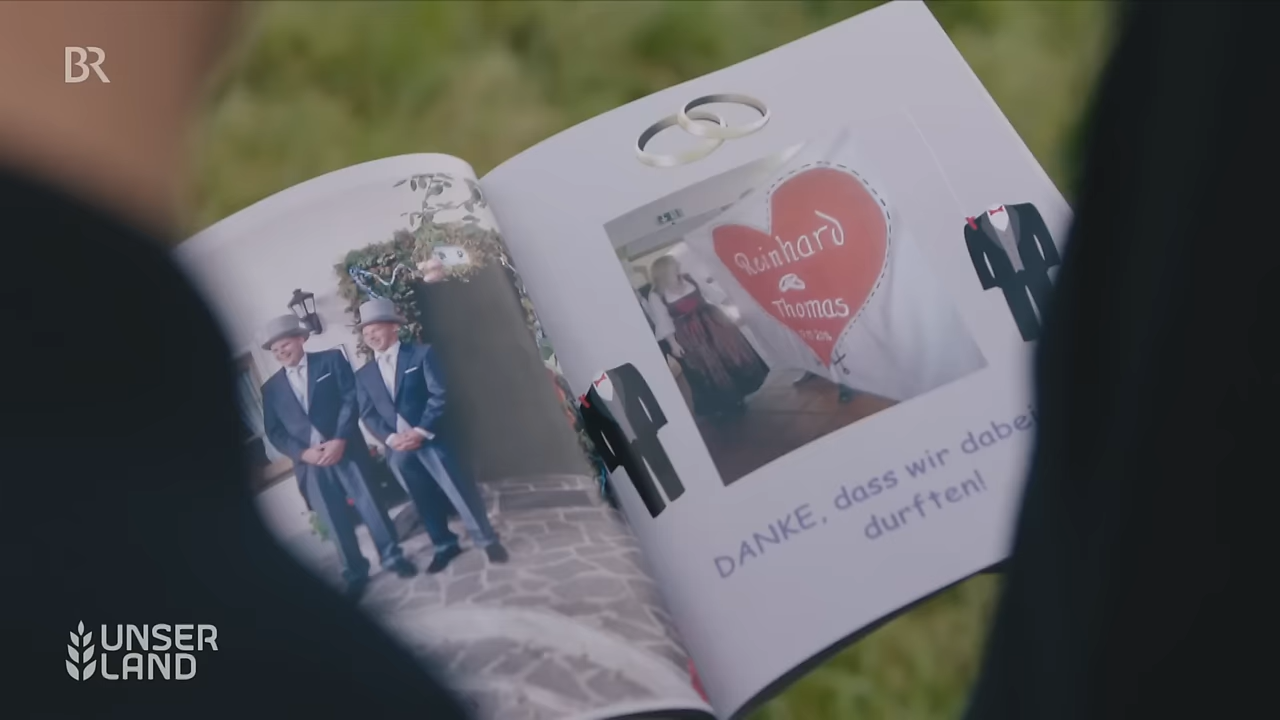 BR
Reinhard
&
Thomas
DANKE, dass wir dabei
durften!
UNSER
LAND